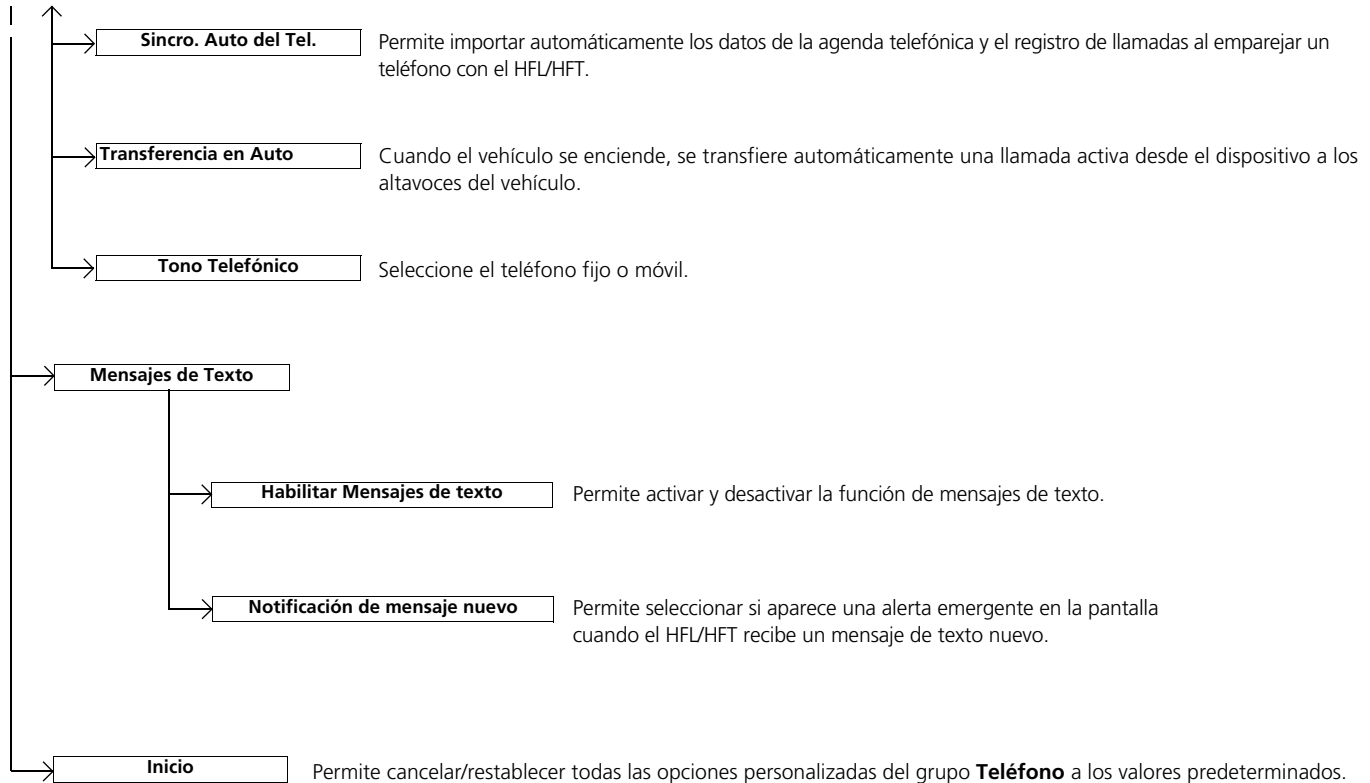 Sincro. Auto del Tel.
Permite importar automáticamente los datos de la agenda telefónica y el registro de llamadas al emparejar un
teléfono con el HFL/HFT.
Transferencia en Auto
Cuando el vehículo se enciende, se transfiere automáticamente una llamada activa desde el dispositivo a los
altavoces del vehículo.
Tono Telefónico
Seleccione el teléfono fijo o móvil.
Mensajes de Texto
Habilitar Mensajes de texto
Permite activar y desactivar la función de mensajes de texto.
Notificación de mensaje nuevo
Permite seleccionar si aparece una alerta emergente en la pantalla
cuando el HFL/HFT recibe un mensaje de texto nuevo.
Inicio
Permite cancelar/restablecer todas las opciones personalizadas del grupo Teléfono a los valores predeterminados.